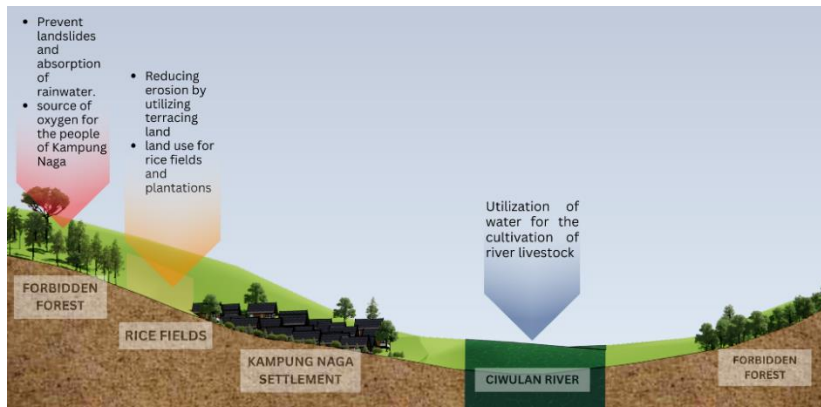 • Prevent
landslides
and
absorption
of
rainwater.
• source of
oxygen for
the people
of Kampung
Naga
• Reducing
erosion by
utilizing
terracing
land
• land use for
rice fields
and
plantations
Utilization of
water for the
cultivation of
river livestock
FORBIDDEN
FOREST
RICE FIELDS
KAMPUNG NAGA
SETTLEMENT
CIWULAN RIVER
FORBIDDEN
FOREST